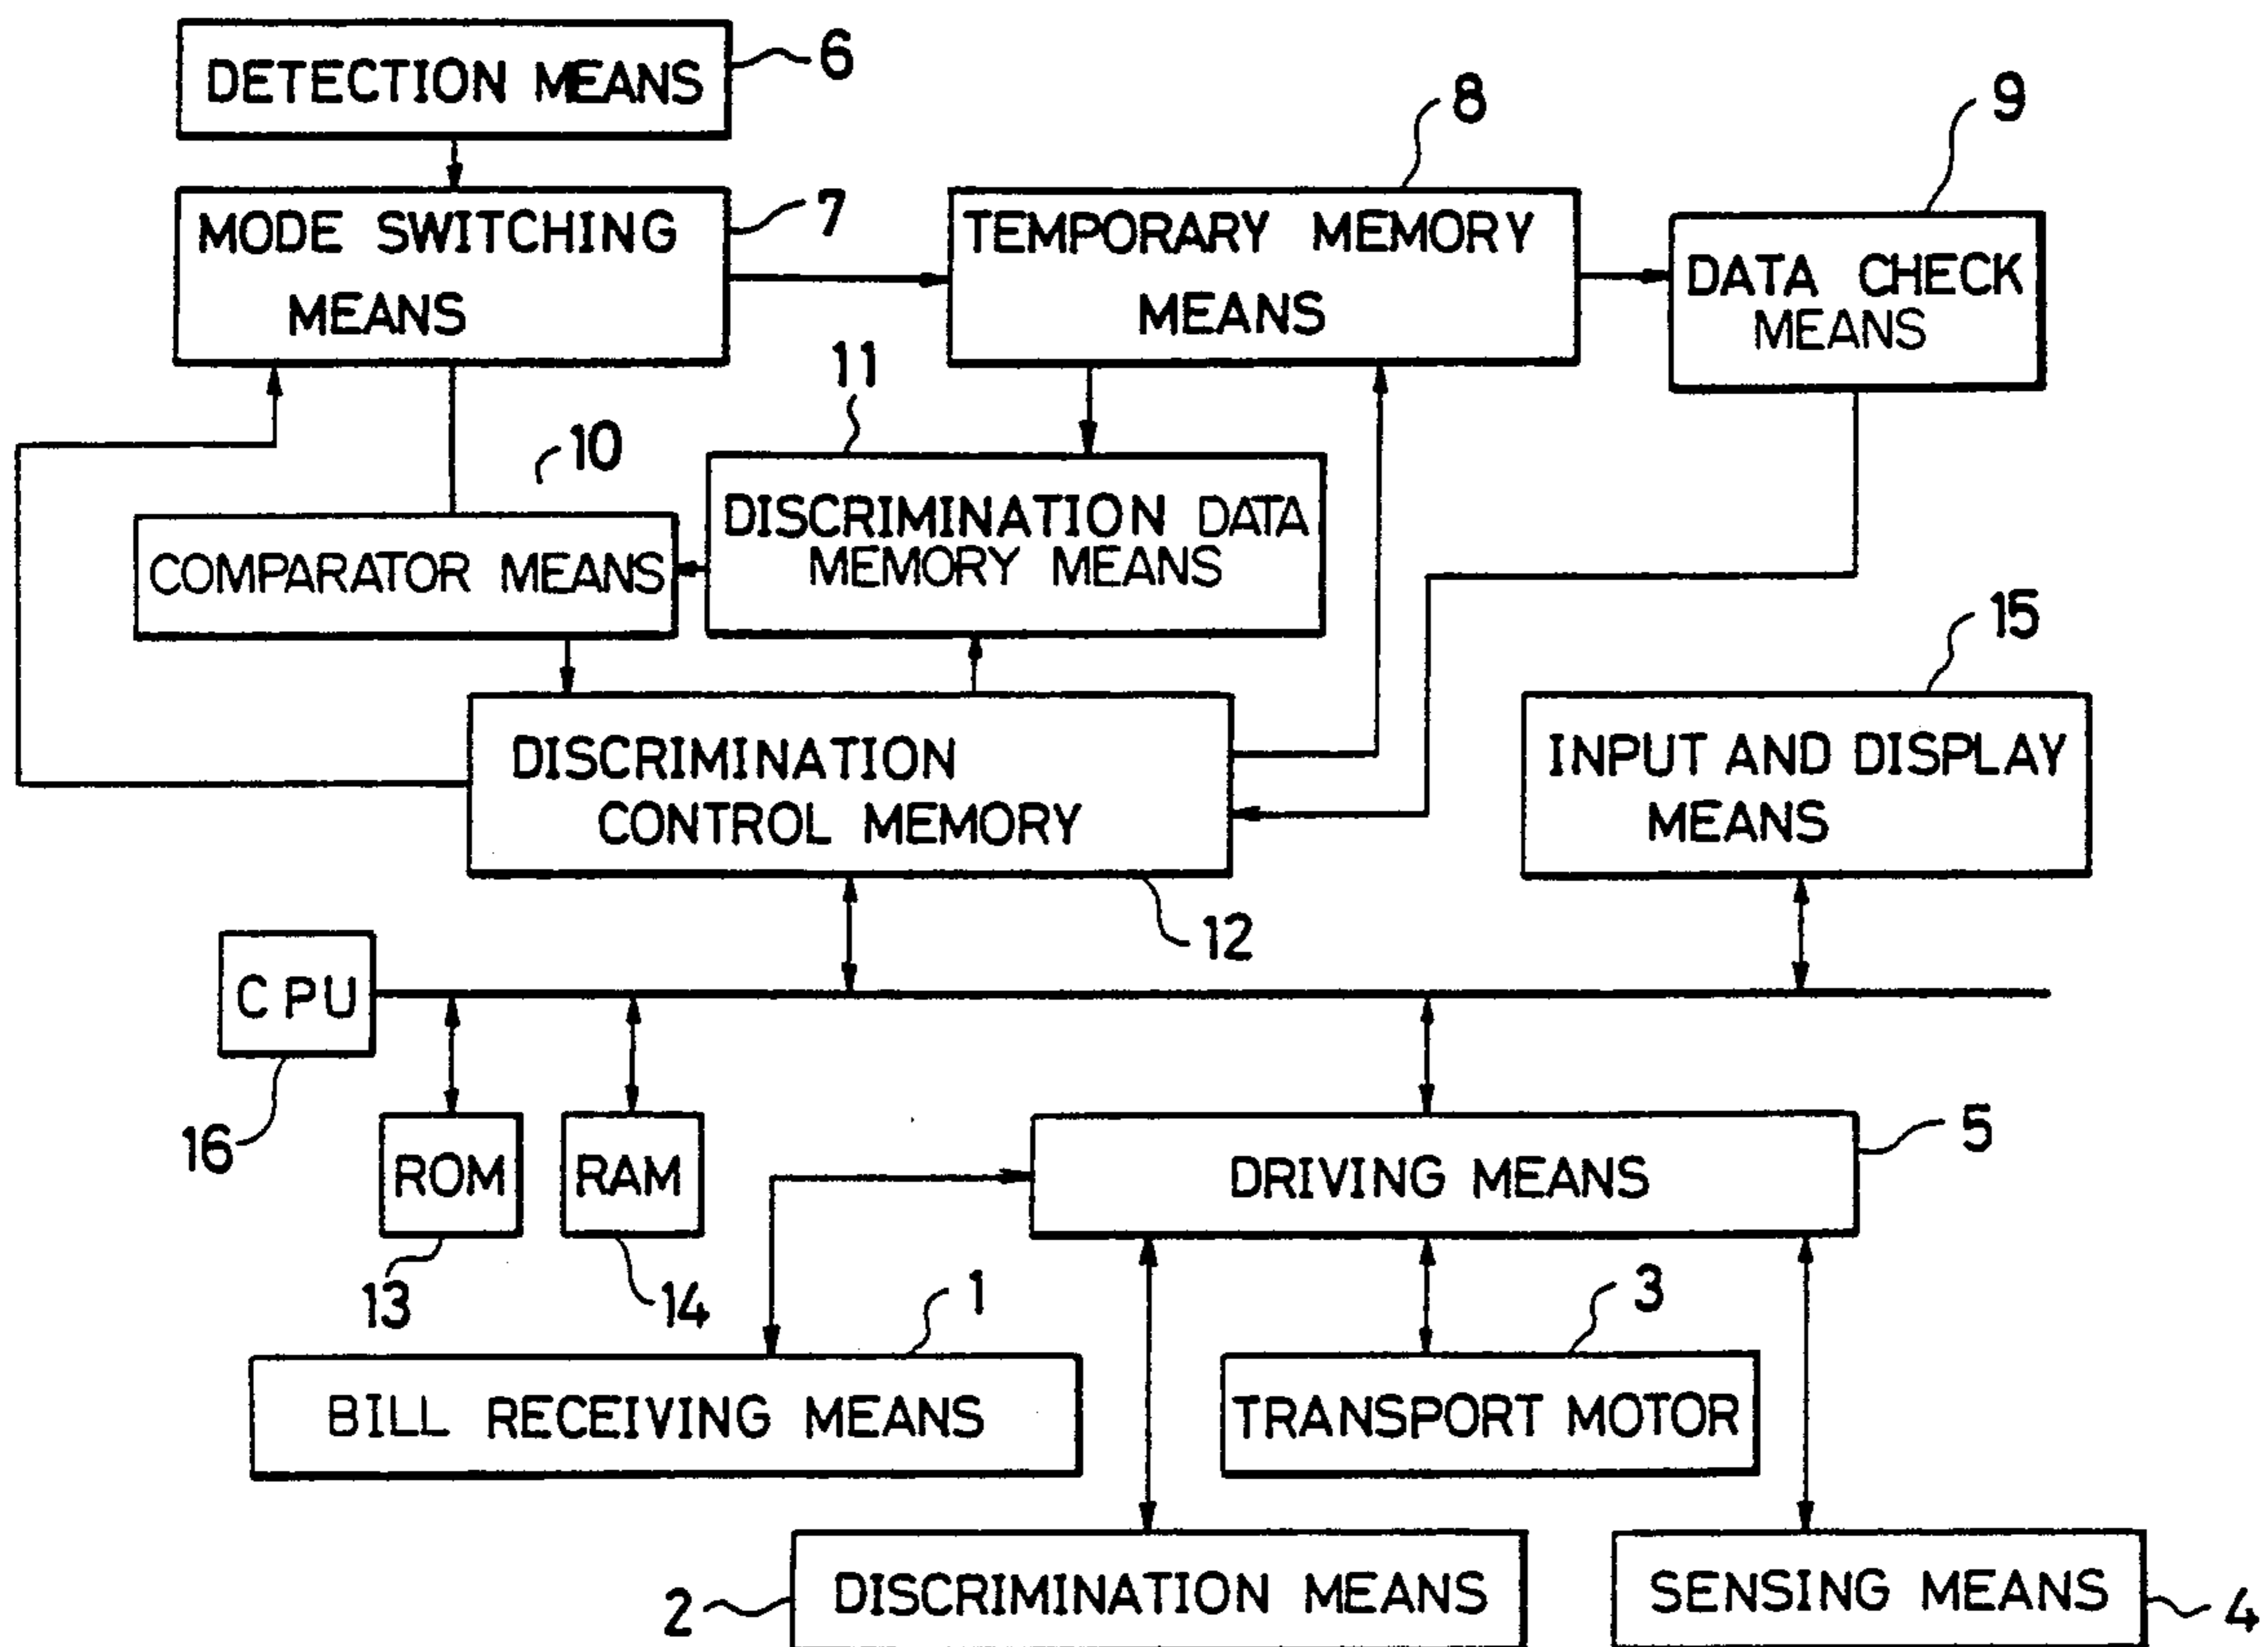 DETECTION MEANS
6
8
9
MODE SWITCHING
MEANS
7
TEMPORARY MEMORY
MEANS
DATA CHECK
MEANS
11
10
DISCRIMINATION DATA
MEMORY MEANS
COMPARATOR MEANS
15
DISCRIMINATION
CONTROL MEMORY
INPUT AND DISPLAY
MEANS
12
CPU
16
ROM
RAM
DRIVING MEANS
5
13
14
1
3
BILL RECEIVING MEANS
TRANSPORT MOTOR
2
DISCRIMINATION MEANS
SENSING MEANS
4